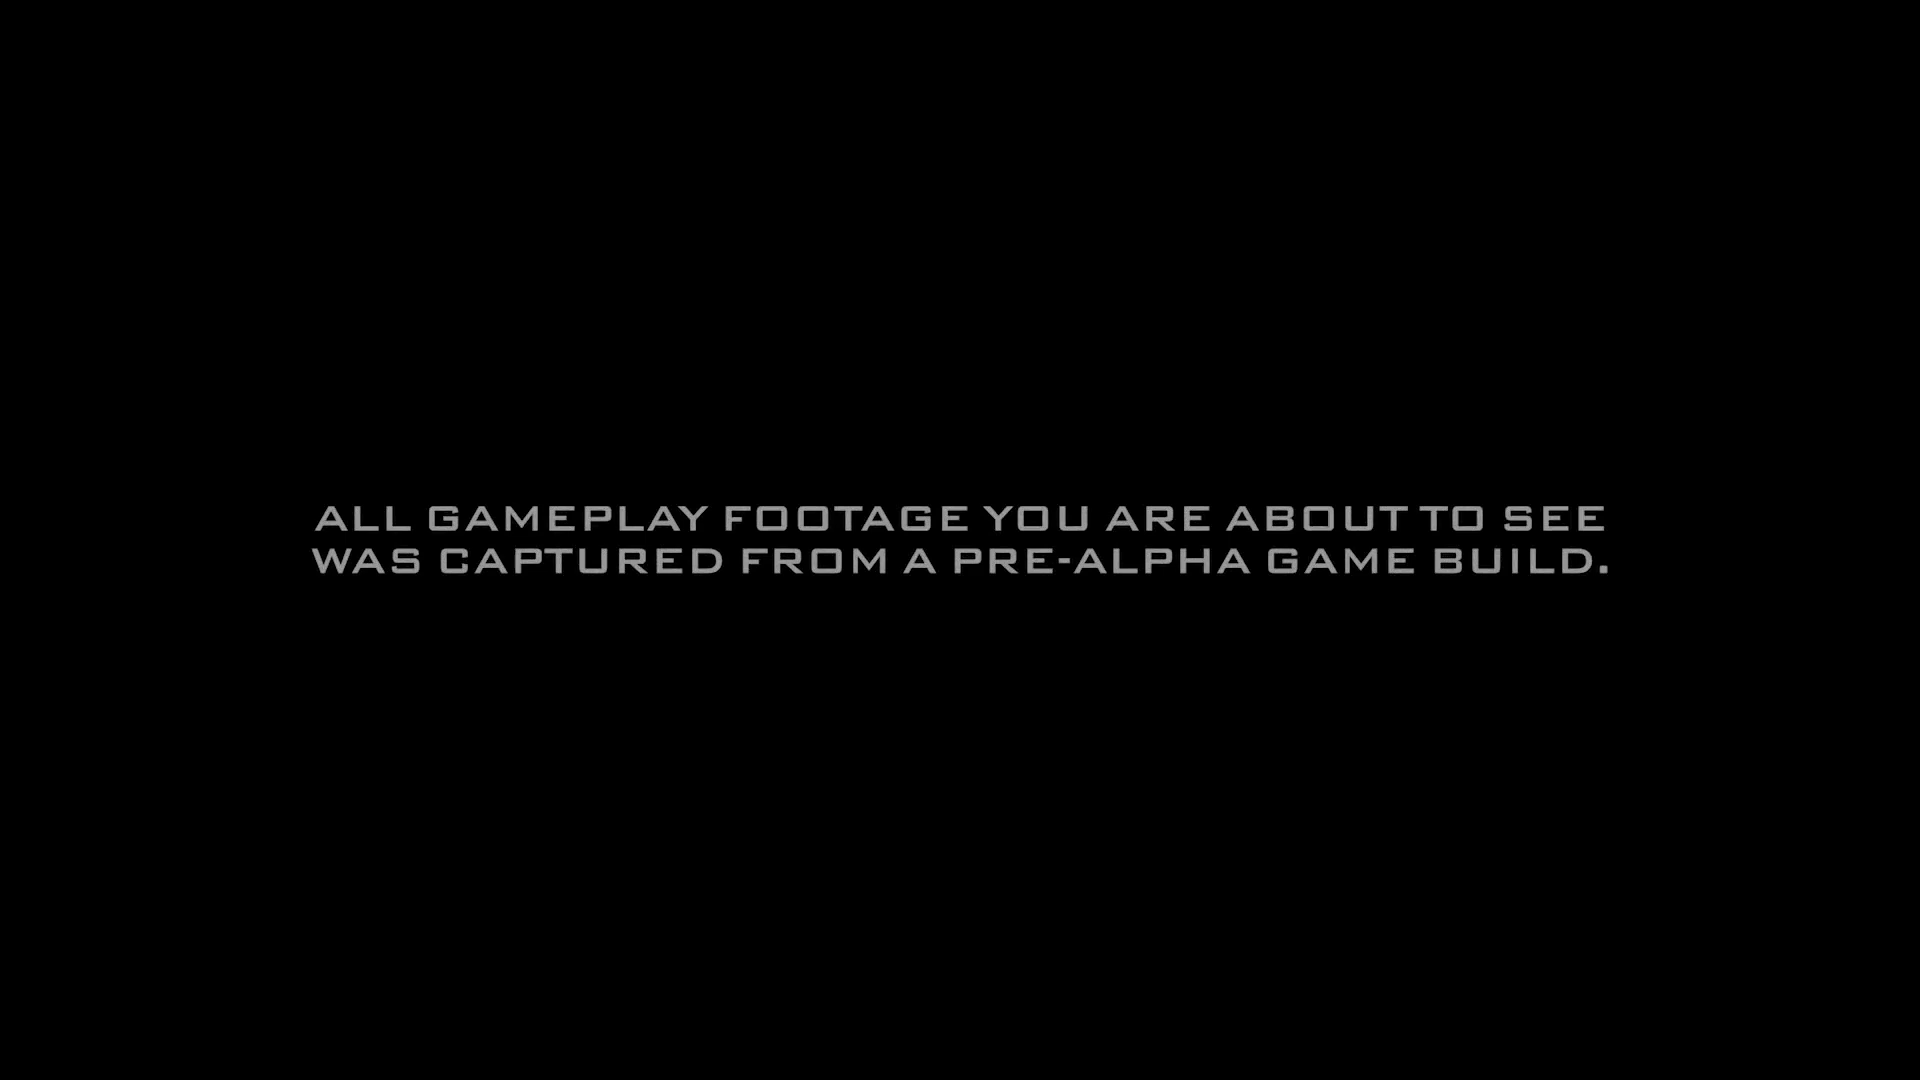 ALL GAMEPLAY FOOTAGE YOU ARE ABOUT TO SEE
WAS CAPTURED FROM A PRE-ALPHA GAME BUILD.